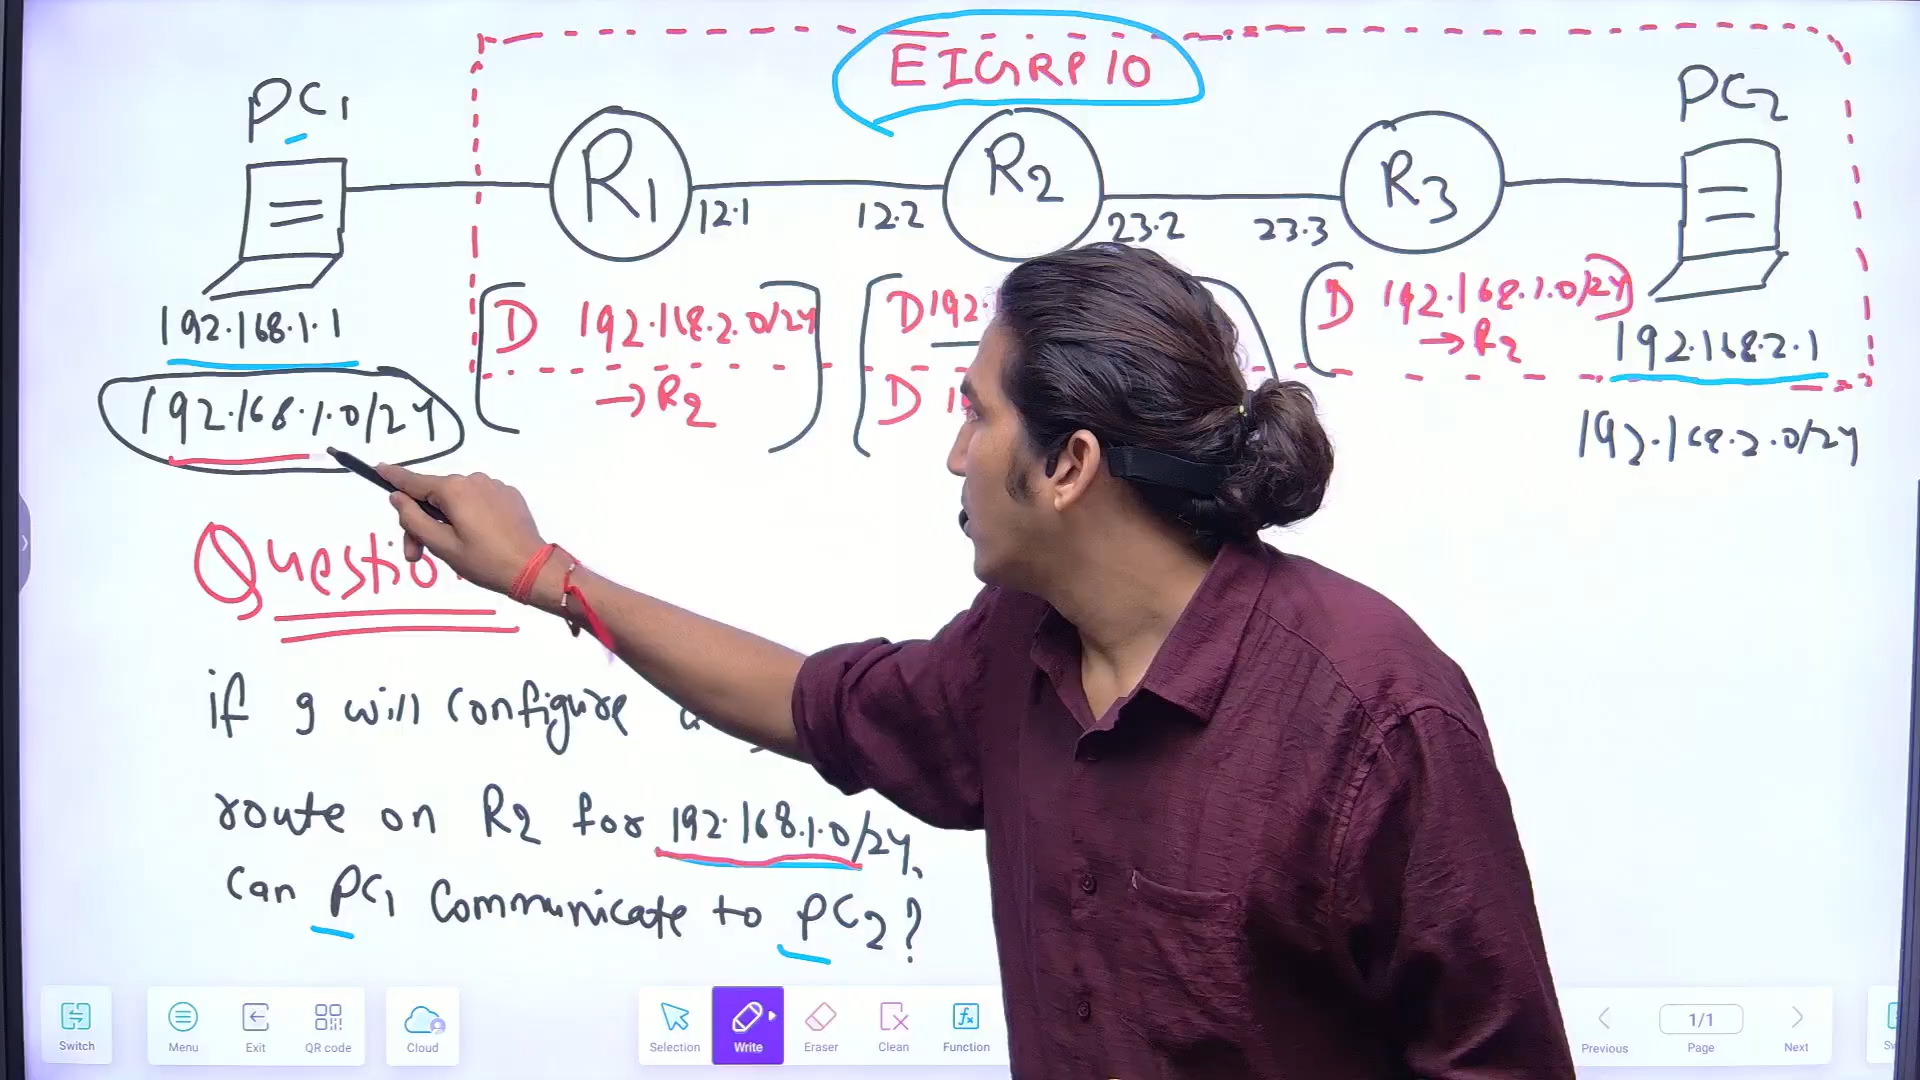 EIGRP 10
PC1
PC2
R1
R2
R3
12.1
12.2
23.2
23.3
192.168.1.1
192.168.1.0/24
D 192.168.2.0/24
→ R2
D 192.
D
D 192.168.1.0/24
→ R2
192.168.2.1
192.168.2.0/24
Question
if I will configure a
route on R2 for 192.168.1.0/24,
Can PC1 Communicate to PC2?
Switch
Menu
Exit
QR code
Cloud
Selection
Write
Eraser
Clean
Function
Previous
1/1
Page
Next